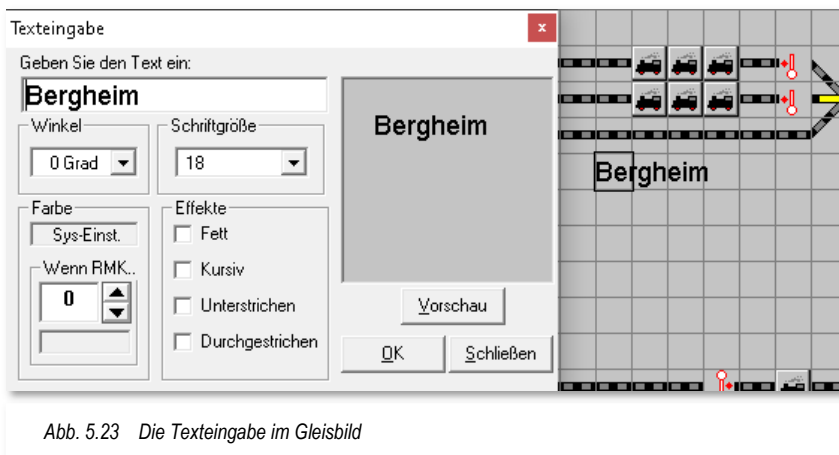 Texteingabe
x
Geben Sie den Text ein:
Bergheim
Winkel
0 Grad
Schriftgröße
18
Farbe
Sys-Einst.
Wenn RMK..
0
Effekte
Fett
Kursiv
Unterstrichen
Durchgestrichen
Bergheim
Vorschau
OK
Schließen
Bergheim
Abb. 5.23 Die Texteingabe im Gleisbild